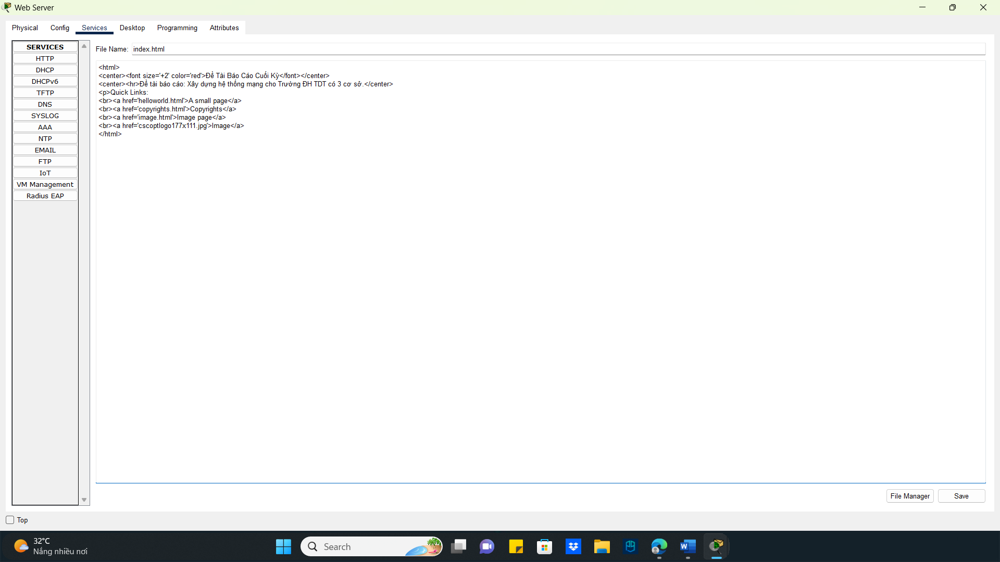 Web Server
Physical Config Services Desktop Programming Attributes
SERVICES
HTTP
DHCP
DHCPv6
TFTP
DNS
SYSLOG
AAA
NTP
EMAIL
FTP
IoT
VM Management
Radius EAP
File Name: index.html
<html>
<center><font size='+2' color='red'>Đề Tài Báo Cáo Cuối Kỳ</font></center>
<center><hr>Đề tài báo cáo: Xây dựng hệ thống mạng cho Trường ĐH TDT có 3 cơ sở.</center>
<p>Quick Links:
<br><a href='helloworld.html'>A small page</a>
<br><a href='copyrights.html'>Copyrights</a>
<br><a href='image.html'>Image page</a>
<br><a href='cscoptlogo177x111.jpg'>Image</a>
</html>
File Manager Save
Top
32°C
Nắng nhiều nơi
Search